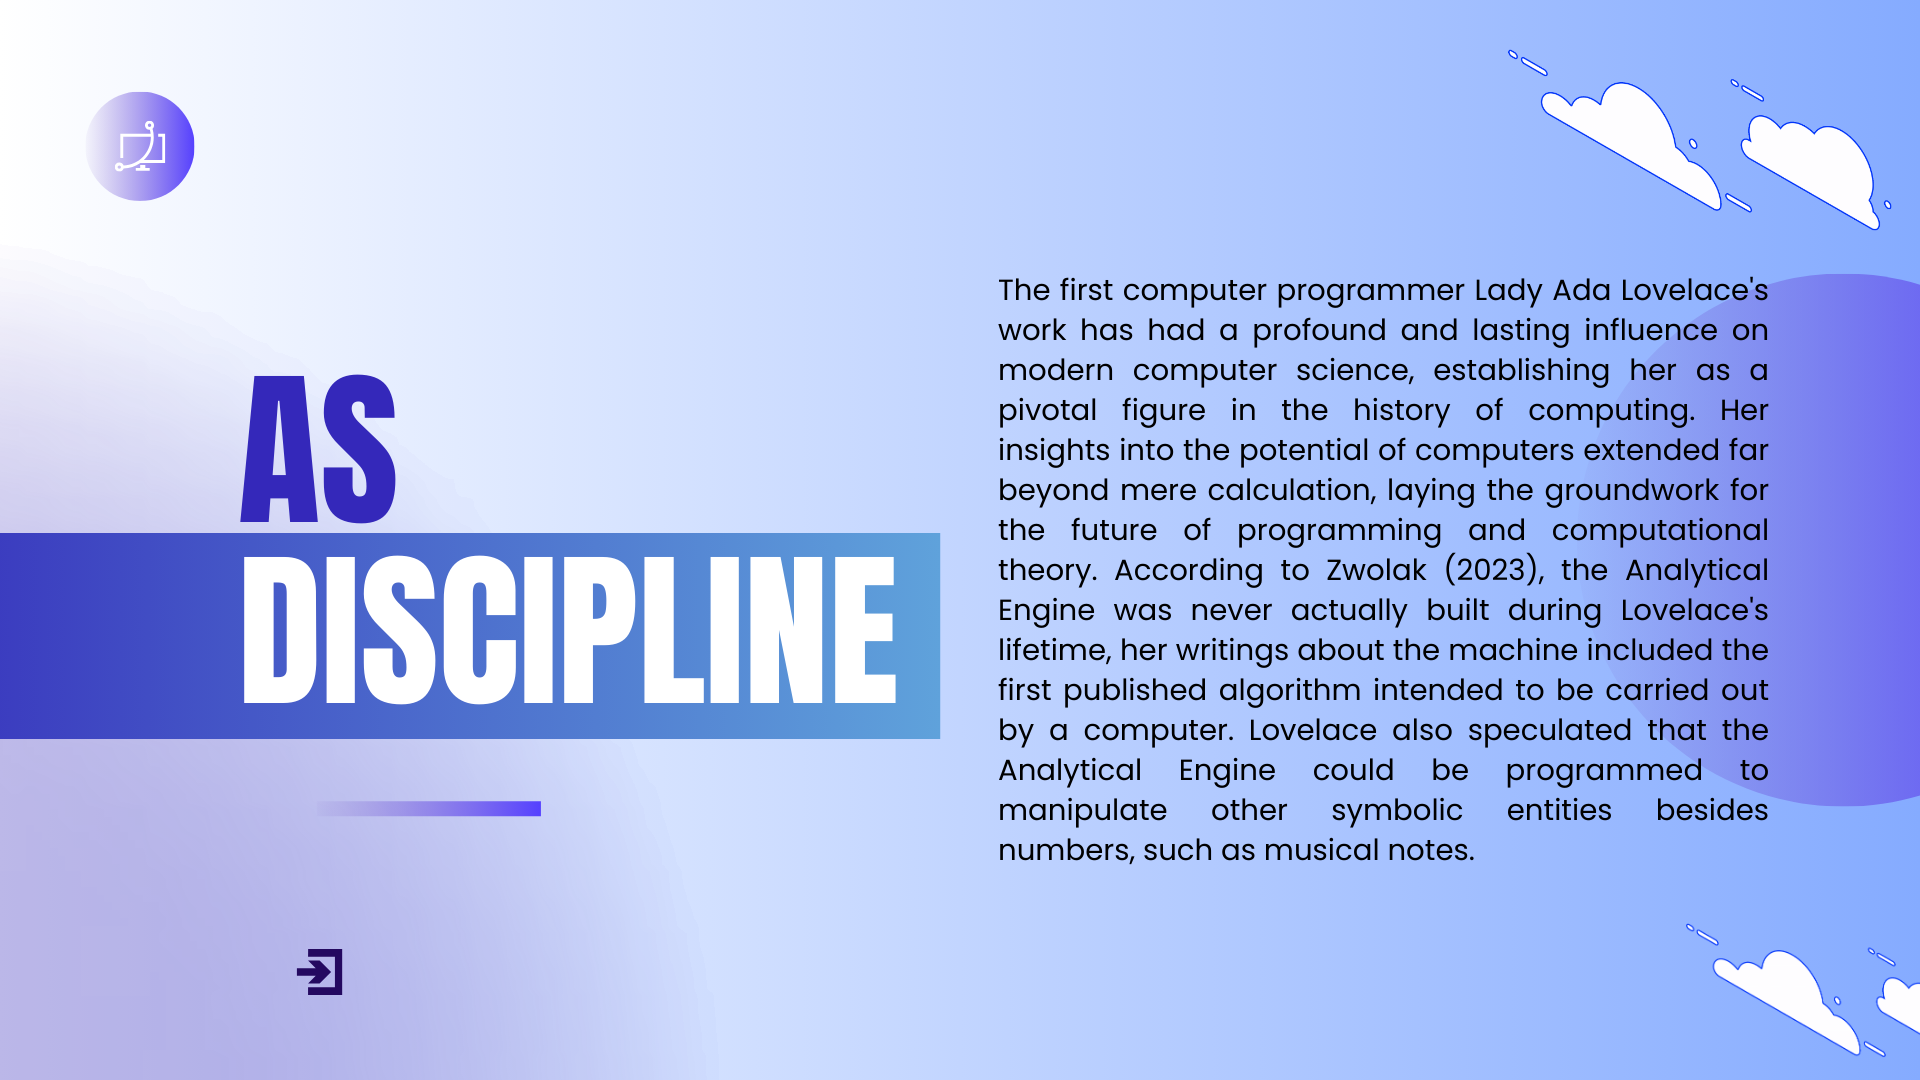 AS
DISCIPLINE
The first computer programmer Lady Ada Lovelace's
work has had a profound and lasting influence on
modern computer science, establishing her as a
pivotal figure in the history of computing. Her
insights into the potential of computers extended far
beyond mere calculation, laying the groundwork for
the future of programming and computational
theory. According to Zwolak (2023), the Analytical
Engine was never actually built during Lovelace's
lifetime, her writings about the machine included the
first published algorithm intended to be carried out
by a computer. Lovelace also speculated that the
Analytical Engine could be programmed to
manipulate other symbolic entities besides
numbers, such as musical notes.